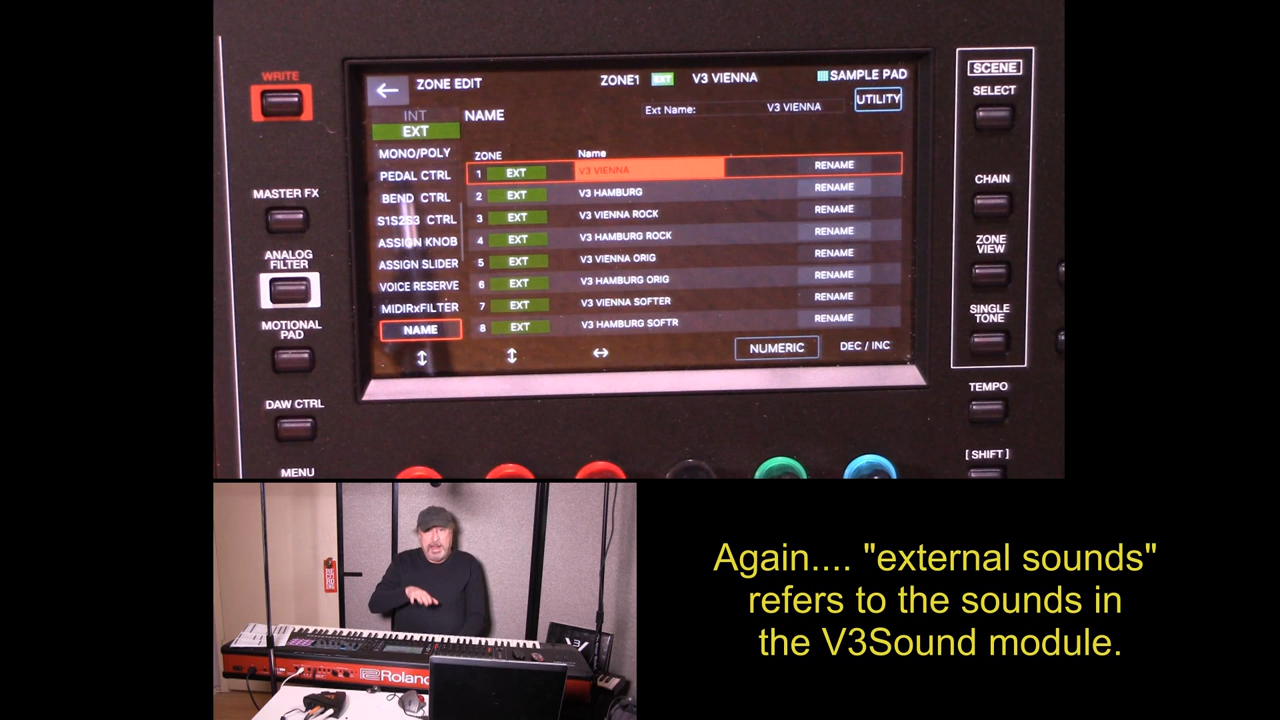 WRITE
MASTER FX
ANALOG
FILTER
MOTIONAL
PAD
DAW CTRL
MENU
ZONE EDIT
ZONE1 EXT V3 VIENNA
SAMPLE PAD
Ext Name: V3 VIENNA
UTILITY
INT
EXT
MONO/POLY
PEDAL CTRL
BEND CTRL
S1S2S3 CTRL
ASSIGN KNOB
ASSIGN SLIDER
VOICE RESERVE
MIDIRxFILTER
NAME
NAME
ZONE Name
1 EXT V3 VIENNA RENAME
2 EXT V3 HAMBURG RENAME
3 EXT V3 VIENNA ROCK RENAME
4 EXT V3 HAMBURG ROCK RENAME
5 EXT V3 VIENNA ORIG RENAME
6 EXT V3 HAMBURG ORIG RENAME
7 EXT V3 VIENNA SOFTER RENAME
8 EXT V3 HAMBURG SOFTR RENAME
NUMERIC DEC / INC
SCENE
SELECT
CHAIN
ZONE
VIEW
SINGLE
TONE
TEMPO
[ SHIFT ]
Roland
Again.... "external sounds"
refers to the sounds in
the V3Sound module.